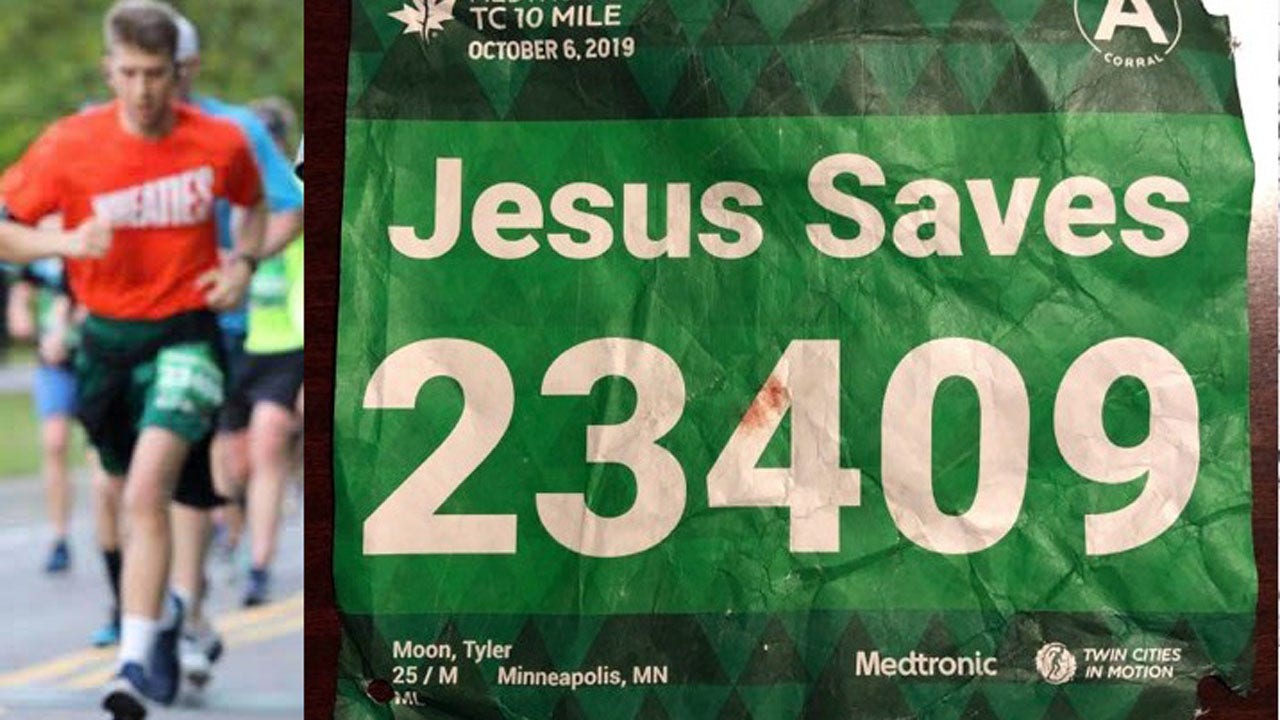 WHEATIES
TC 10 MILE
OCTOBER 6, 2019
A
CORRAL
Jesus Saves
23409
Moon, Tyler
25 / M Minneapolis, MN
Medtronic
TWIN CITIES
IN MOTION